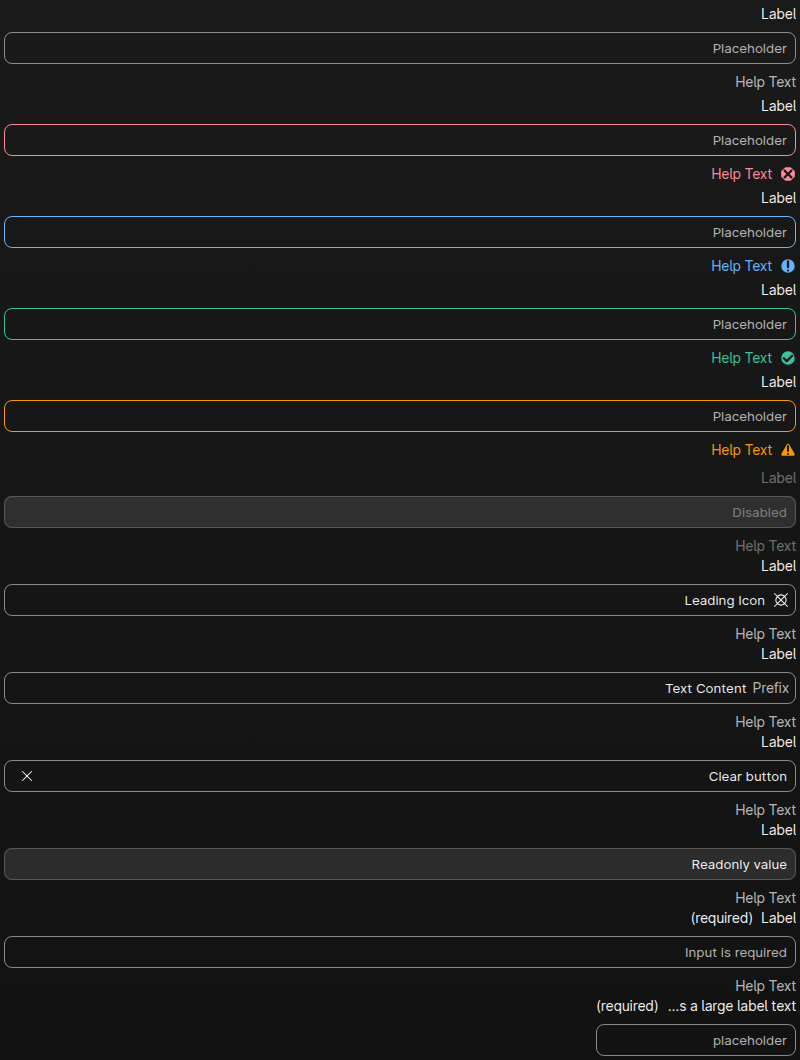 Label
Placeholder
Help Text
Label
Placeholder
Help Text
Label
Placeholder
Help Text
Label
Placeholder
Help Text
Label
Placeholder
Help Text
Label
Disabled
Help Text
Label
Leading Icon
Help Text
Label
Text Content Prefix
Help Text
Label
Clear button
Help Text
Label
Readonly value
Help Text
(required) Label
Input is required
Help Text
(required) ...s a large label text
placeholder